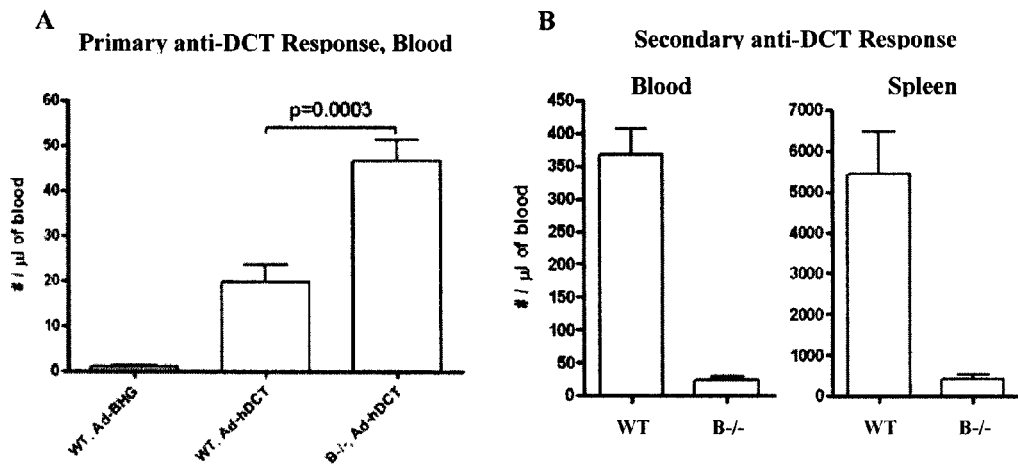 A
Primary anti-DCT Response, Blood
60
50
40
30
20
10
0
# / µl of blood
p=0.0003
WT, Ad-BHG
WT, Ad-hDCT
B-/-, Ad-hDCT
B
Secondary anti-DCT Response
Blood
450
400
350
300
250
200
150
100
50
0
# / µl of blood
WT
B-/-
Spleen
7000
6000
5000
4000
3000
2000
1000
0
WT
B-/-